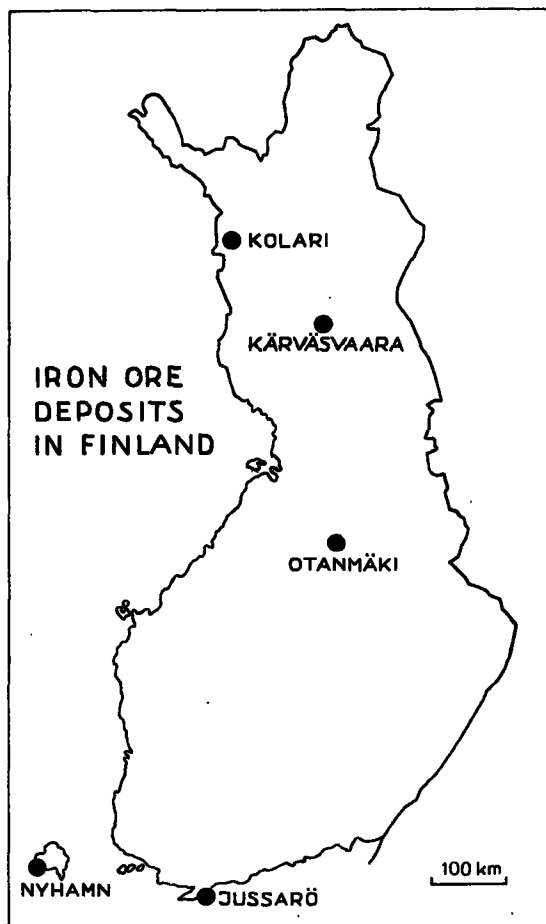 KOLARI
KÄRVÄSVAARA
IRON ORE
DEPOSITS
IN FINLAND
OTANMÄKI
100 km
NYHAMN
JUSSARÖ